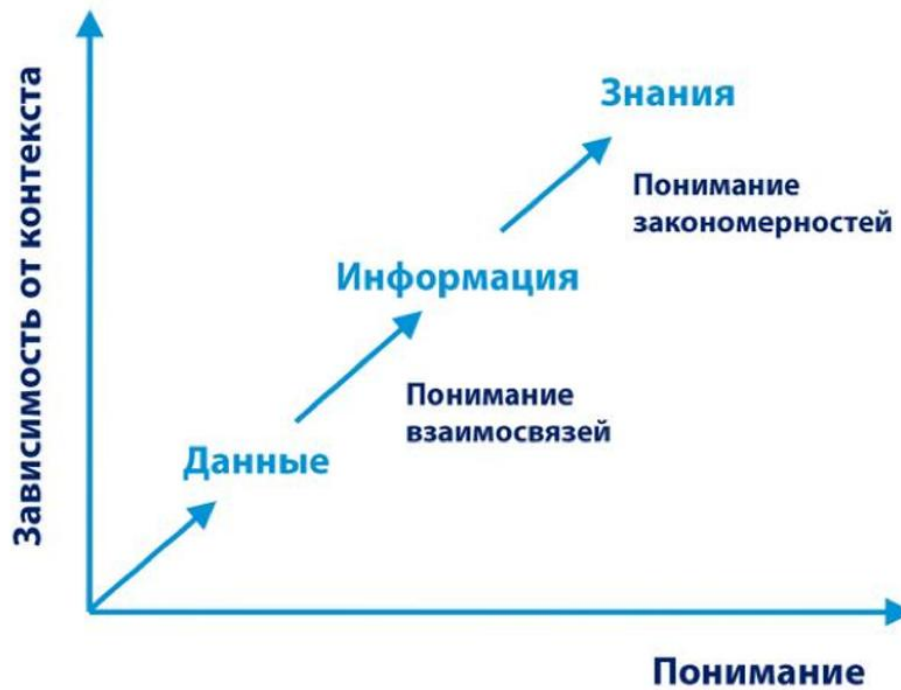 Зависимость от контекста
Знания
Понимание
закономерностей
Информация
Понимание
взаимосвязей
Данные
Понимание